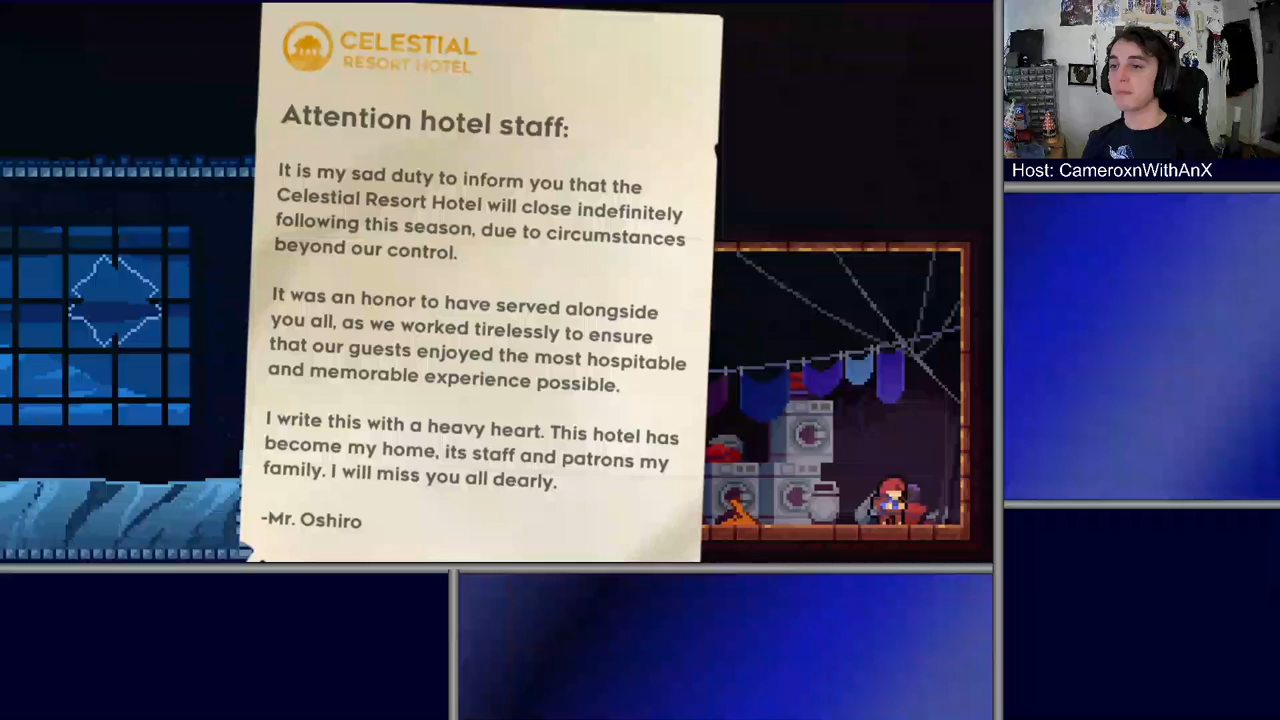 CELESTIAL
RESORT HOTEL
Attention hotel staff:
It is my sad duty to inform you that the
Celestial Resort Hotel will close indefinitely
following this season, due to circumstances
beyond our control.
It was an honor to have served alongside
you all, as we worked tirelessly to ensure
that our guests enjoyed the most hospitable
and memorable experience possible.
I write this with a heavy heart. This hotel has
become my home, its staff and patrons my
family. I will miss you all dearly.
-Mr. Oshiro
Host: CameroxnWithAnX